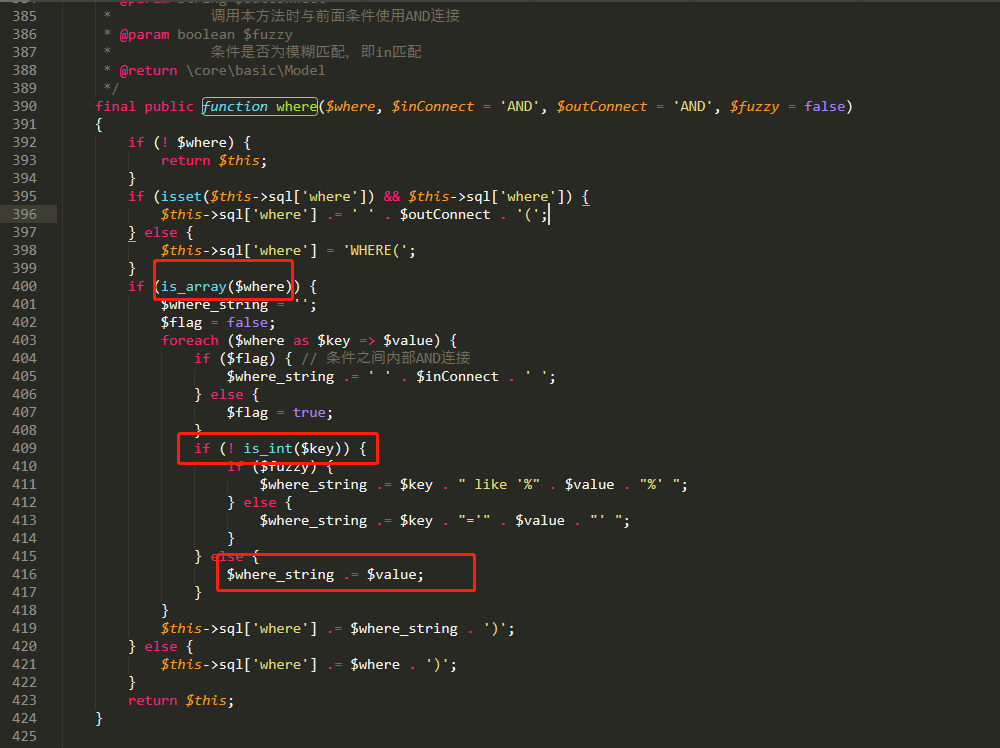 385 * 调用本方法时与前面条件使用AND连接
386 * @param boolean $fuzzy
387 * 条件是否为模糊匹配，即in匹配
388 * @return \core\basic\Model
389 */
390 final public function where($where, $inConnect = 'AND', $outConnect = 'AND', $fuzzy = false)
391 {
392 if (! $where) {
393 return $this;
394 }
395 if (isset($this->sql['where']) && $this->sql['where']) {
396 $this->sql['where'] .= ' ' . $outConnect . '(';
397 } else {
398 $this->sql['where'] = 'WHERE(';
399 }
400 if (is_array($where)) {
401 $where_string = '';
402 $flag = false;
403 foreach ($where as $key => $value) {
404 if ($flag) { // 条件之间内部AND连接
405 $where_string .= ' ' . $inConnect . ' ';
406 } else {
407 $flag = true;
408 }
409 if (! is_int($key)) {
410 if ($fuzzy) {
411 $where_string .= $key . " like '%" . $value . "%' ";
412 } else {
413 $where_string .= $key . "='" . $value . "' ";
414 }
415 } else {
416 $where_string .= $value;
417 }
418 }
419 $this->sql['where'] .= $where_string . ')';
420 } else {
421 $this->sql['where'] .= $where . ')';
422 }
423 return $this;
424 }
425